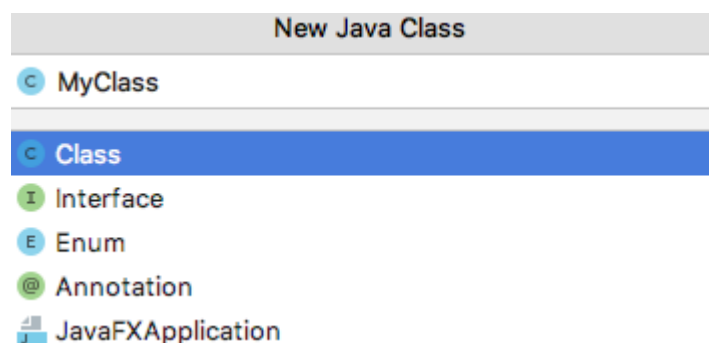 New Java Class
C MyClass
C Class
I Interface
E Enum
@ Annotation
J JavaFXApplication